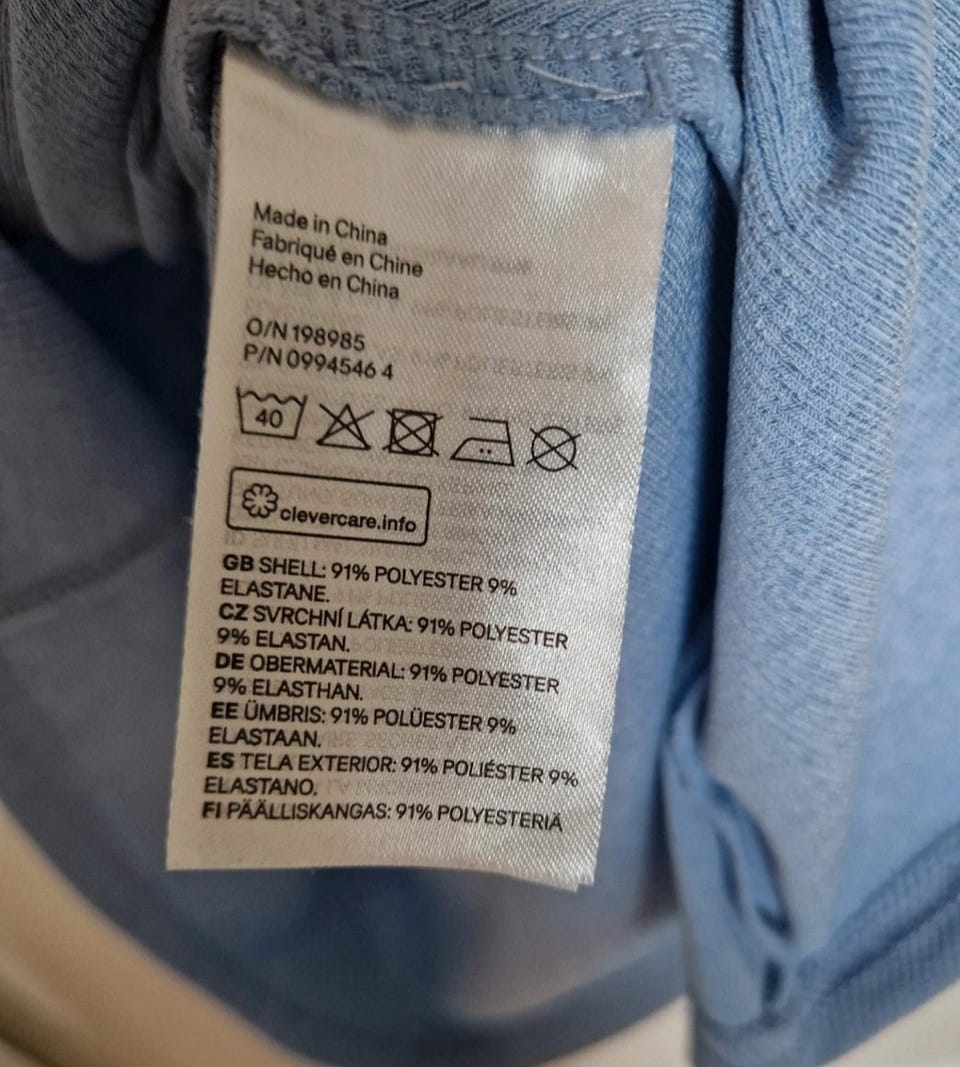 Made in China
Fabriqué en Chine
Hecho en China
O/N 198985
P/N 0994546 4
40
clevercare.info
GB SHELL: 91% POLYESTER 9%
ELASTANE.
CZ SVRCHNÍ LÁTKA: 91% POLYESTER
9% ELASTAN.
DE OBERMATERIAL: 91% POLYESTER
9% ELASTHAN.
EE ÜMBRIS: 91% POLÜESTER 9%
ELASTAAN.
ES TELA EXTERIOR: 91% POLIÉSTER 9%
ELASTANO.
FI PÄÄLLISKANGAS: 91% POLYESTERIÄ